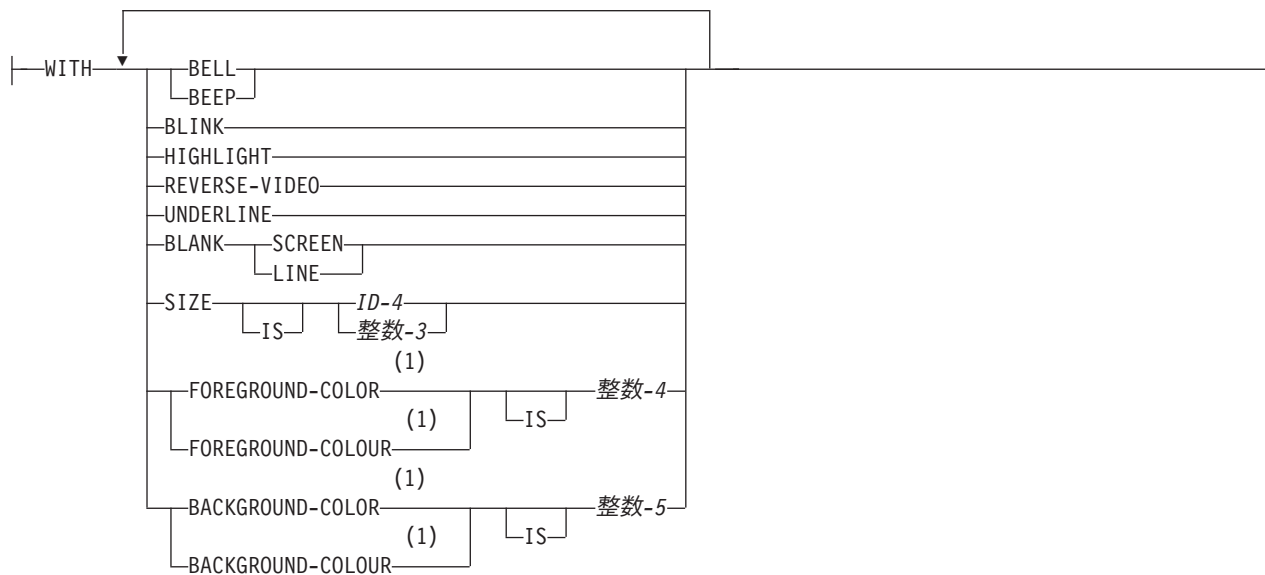 WITH BELL
BEEP
BLINK
HIGHLIGHT
REVERSE-VIDEO
UNDERLINE
BLANK SCREEN
LINE
SIZE IS ID-4
整数-3
(1)
FOREGROUND-COLOR IS 整数-4
(1)
FOREGROUND-COLOUR
(1)
BACKGROUND-COLOR IS 整数-5
(1)
BACKGROUND-COLOUR